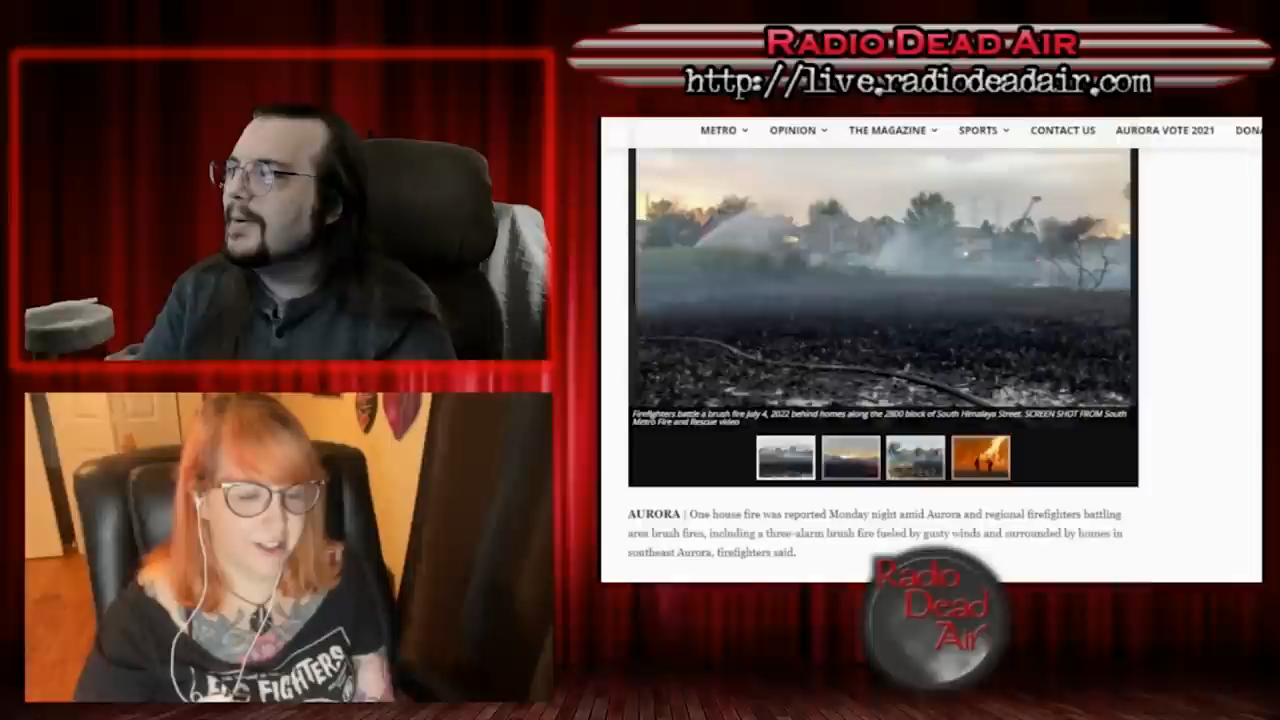 RADIO DEAD AIR
http://live.radiodeadair.com
METRO OPINION THE MAGAZINE SPORTS CONTACT US AURORA VOTE 2021 DONA
Firefighters battle a brush fire July 4, 2022 behind homes along the 2800 block of South Himalaya Street. SCREEN SHOT FROM South
Metro Fire and Rescue video
AURORA | One house fire was reported Monday night amid Aurora and regional firefighters battling
area brush fires, including a three-alarm brush fire fueled by gusty winds and surrounded by homes in
southeast Aurora, firefighters said.
Radio
Dead
Air
FIGHTERS